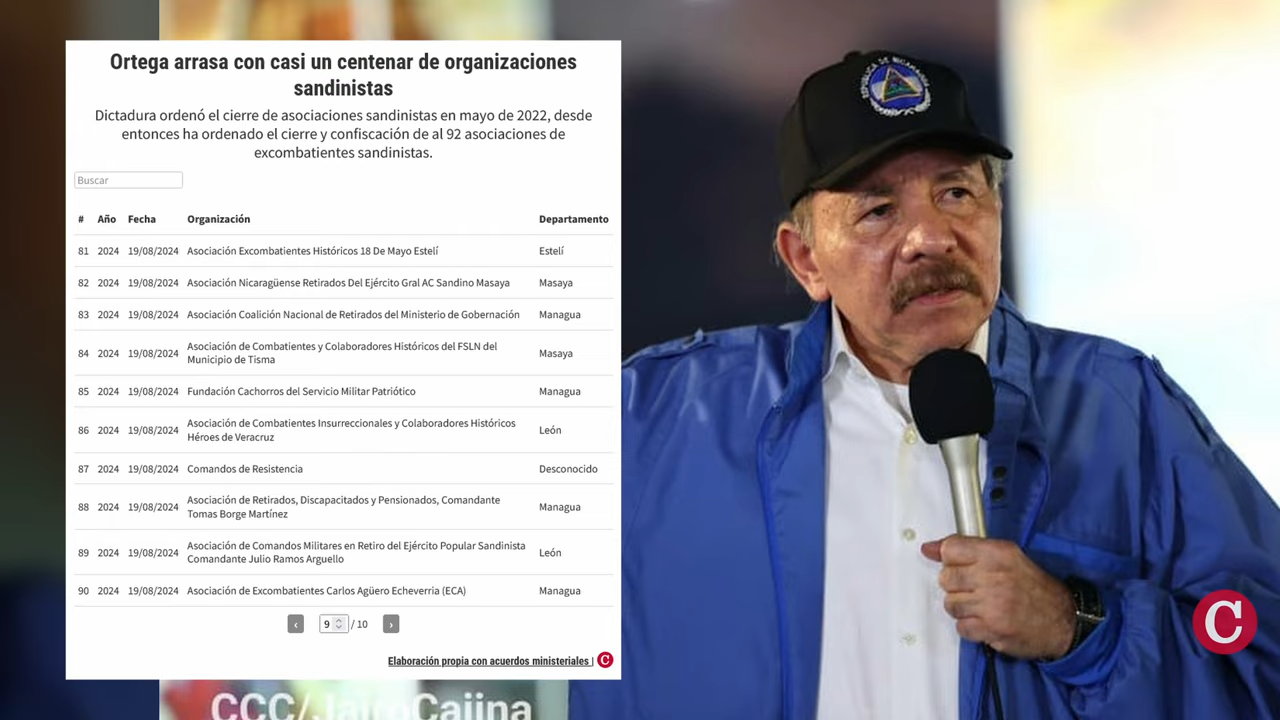 Ortega arrasa con casi un centenar de organizaciones
sandinistas
Dictadura ordenó el cierre de asociaciones sandinistas en mayo de 2022, desde
entonces ha ordenado el cierre y confiscación de al 92 asociaciones de
excombatientes sandinistas.
Buscar
# Año Fecha Organización Departamento
81 2024 19/08/2024 Asociación Excombatientes Históricos 18 De Mayo Estelí Estelí
82 2024 19/08/2024 Asociación Nicaragüense Retirados Del Ejército Gral AC Sandino Masaya Masaya
83 2024 19/08/2024 Asociación Coalición Nacional de Retirados del Ministerio de Gobernación Managua
84 2024 19/08/2024 Asociación de Combatientes y Colaboradores Históricos del FSLN del
Municipio de Tisma Masaya
85 2024 19/08/2024 Fundación Cachorros del Servicio Militar Patriótico Managua
86 2024 19/08/2024 Asociación de Combatientes Insurreccionales y Colaboradores Históricos
Héroes de Veracruz León
87 2024 19/08/2024 Comandos de Resistencia Desconocido
88 2024 19/08/2024 Asociación de Retirados, Discapacitados y Pensionados, Comandante
Tomas Borge Martínez Managua
89 2024 19/08/2024 Asociación de Comandos Militares en Retiro del Ejército Popular Sandinista
Comandante Julio Ramos Arguello León
90 2024 19/08/2024 Asociación de Excombatientes Carlos Agüero Echeverria (ECA) Managua
‹ 9 / 10 ›
Elaboración propia con acuerdos ministeriales | C
REPÚBLICA DE NICARAGUA
C
CCC/Jairo Cajina